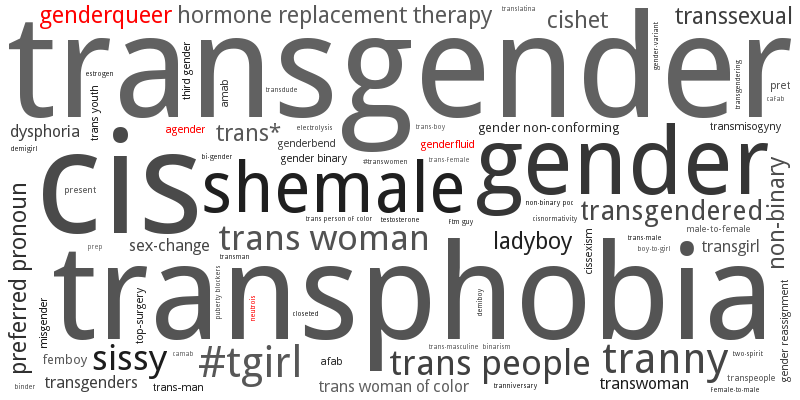 genderqueer
hormone replacement therapy
translatina
cishet
transsexual
transgender
gender-variant
third gender
estrogen
trans youth
amab
transdude
transgendering
pret
cafab
dysphoria
demigirl
agender
trans*
electrolysis
trans-boy
genderbend
genderfluid
gender non-conforming
transmisogyny
cis
bi-gender
gender binary
#transwomen
trans-female
gender
present
shemale
non-binary poc
transgendered
non-binary
trans person of color
testosterone
ftm guy
cisnormativity
preferred pronoun
prep
sex-change
trans woman
ladyboy
cissexism
trans-male
boy-to-girl
male-to-female
transgirl
transman
transphobia
misgender
top-surgery
puberty blockers
neutrois
closeted
demiboy
gender reassignment
femboy
sissy
camab
#tgirl
afab
trans-masculine
binarism
trans people
tranny
two-spirit
binder
transgenders
trans-man
trans woman of color
tranniversary
transwoman
transpeople
female-to-male